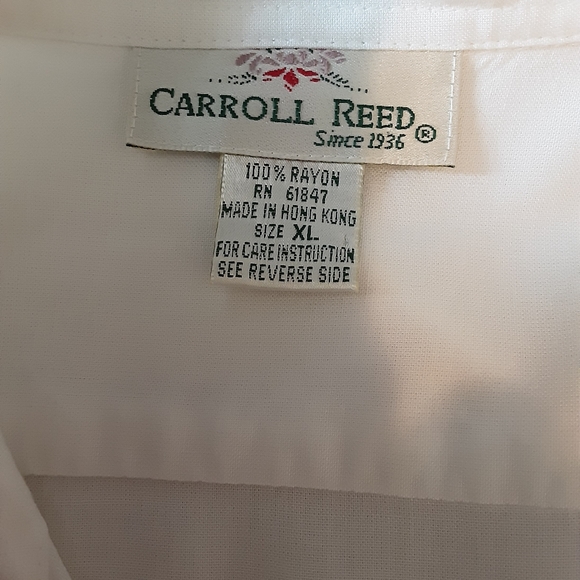 CARROLL REED®
Since 1936
100% RAYON
RN 61847
MADE IN HONG KONG
SIZE XL
FOR CARE INSTRUCTION
SEE REVERSE SIDE